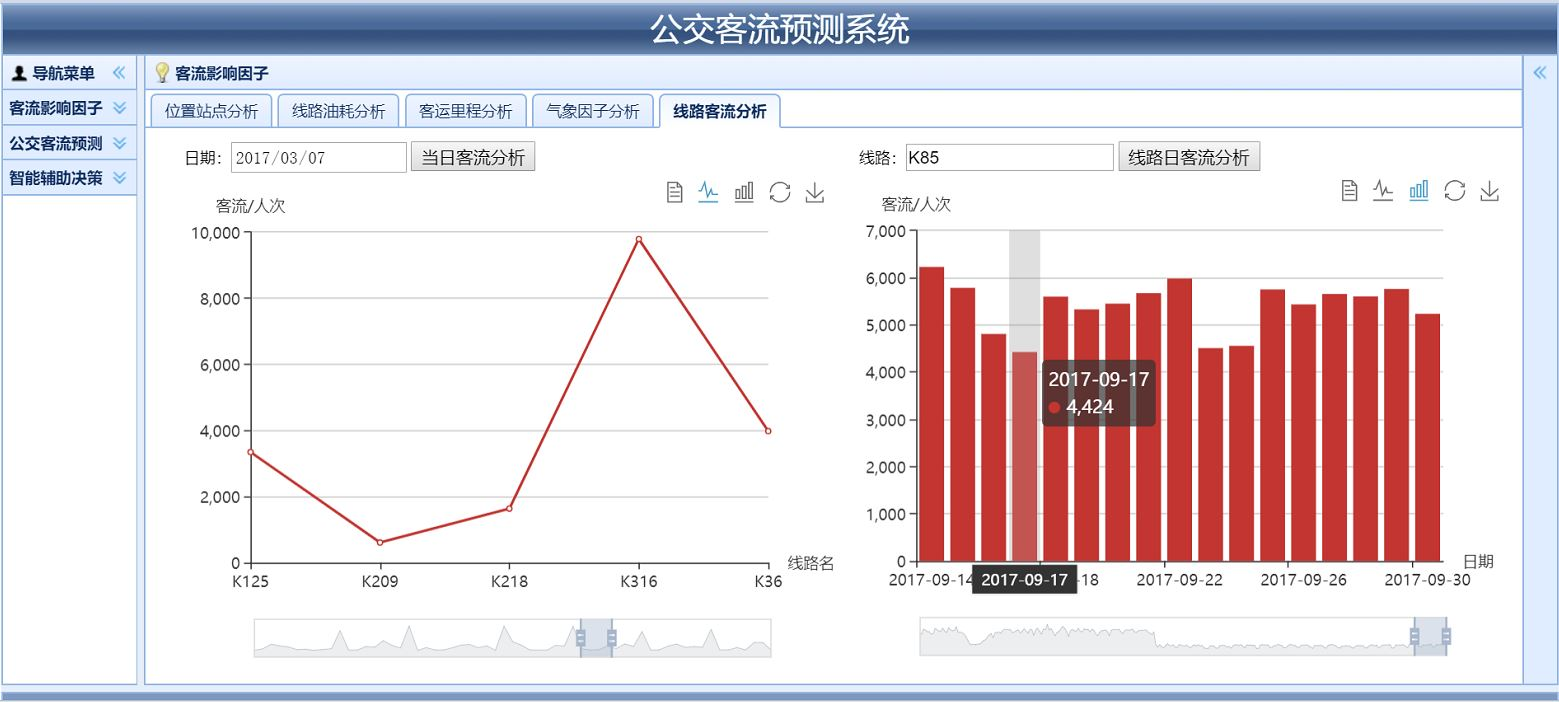 公交客流预测系统
导航菜单
客流影响因子
公交客流预测
智能辅助决策
客流影响因子
位置站点分析 线路油耗分析 客运里程分析 气象因子分析 线路客流分析
日期： 2017/03/07 当日客流分析
客流/人次
10,000
8,000
6,000
4,000
2,000
0
K125 K209 K218 K316 K36
线路名
线路： K85 线路日客流分析
客流/人次
7,000
6,000
5,000
4,000
3,000
2,000
1,000
0
2017-09-17
4,424
2017-09-14 2017-09-17 -18 2017-09-22 2017-09-26 2017-09-30
日期